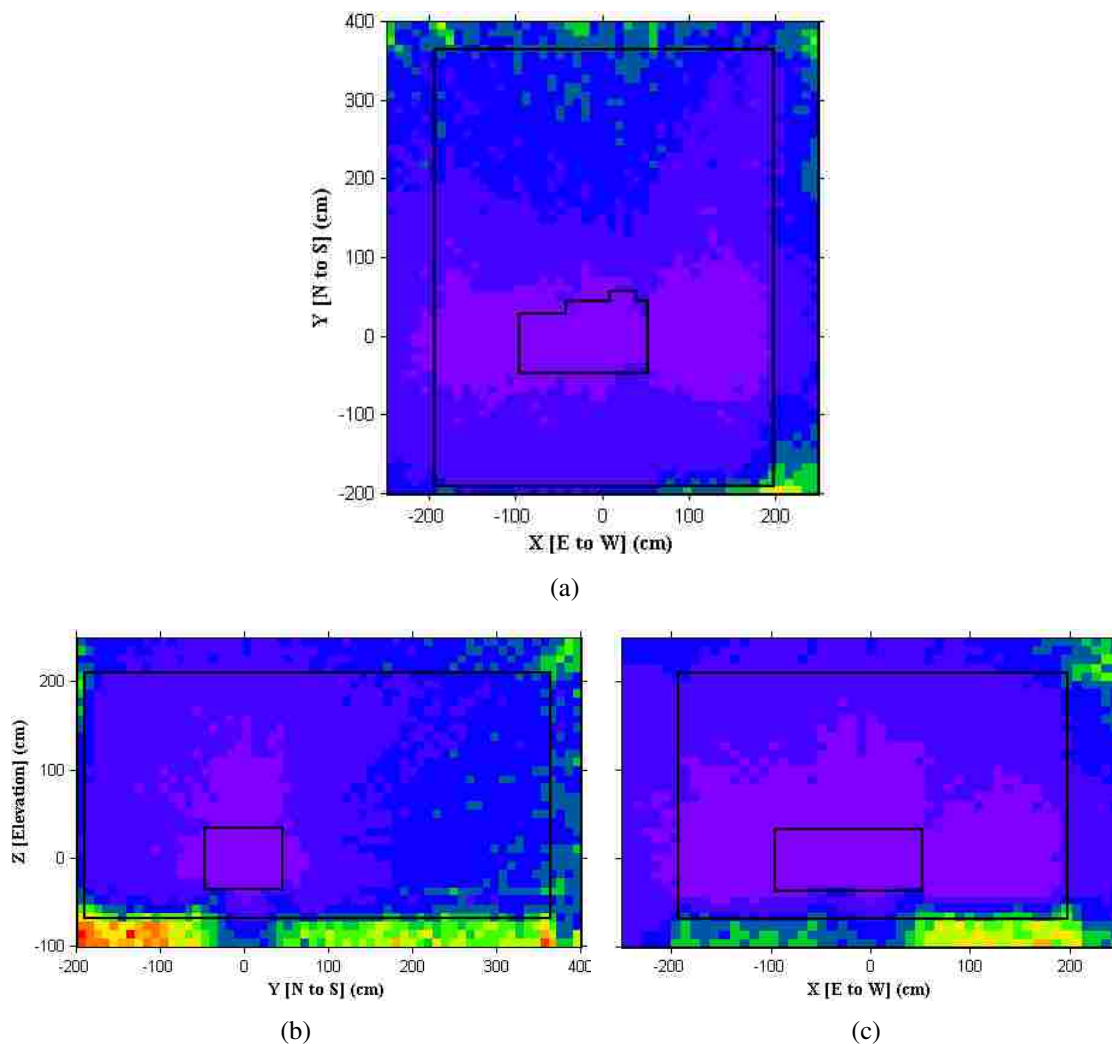 400
300
200
100
0
-100
-200
Y [N to S] (cm)
-200 -100 0 100 200
X [E to W] (cm)
(a)
200
100
0
-100
Z [Elevation] (cm)
-200 -100 0 100 200 300 400
Y [N to S] (cm)
-200 -100 0 100 200
X [E to W] (cm)
(b)
(c)